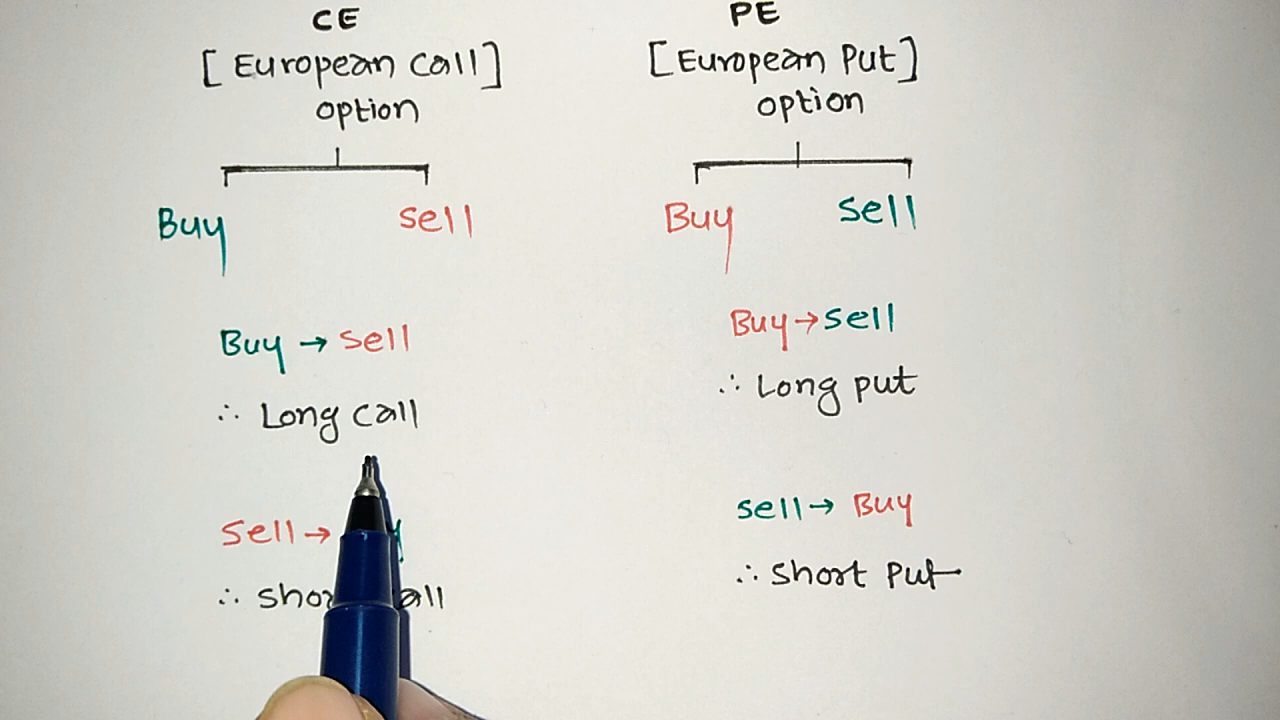 CE
[European Call]
option
Buy
Sell
Buy → Sell
∴ Long Call
Sell →
∴ all
PE
[European Put]
option
Buy
Sell
Buy → Sell
∴ Long put
Sell → Buy
∴ Short Put